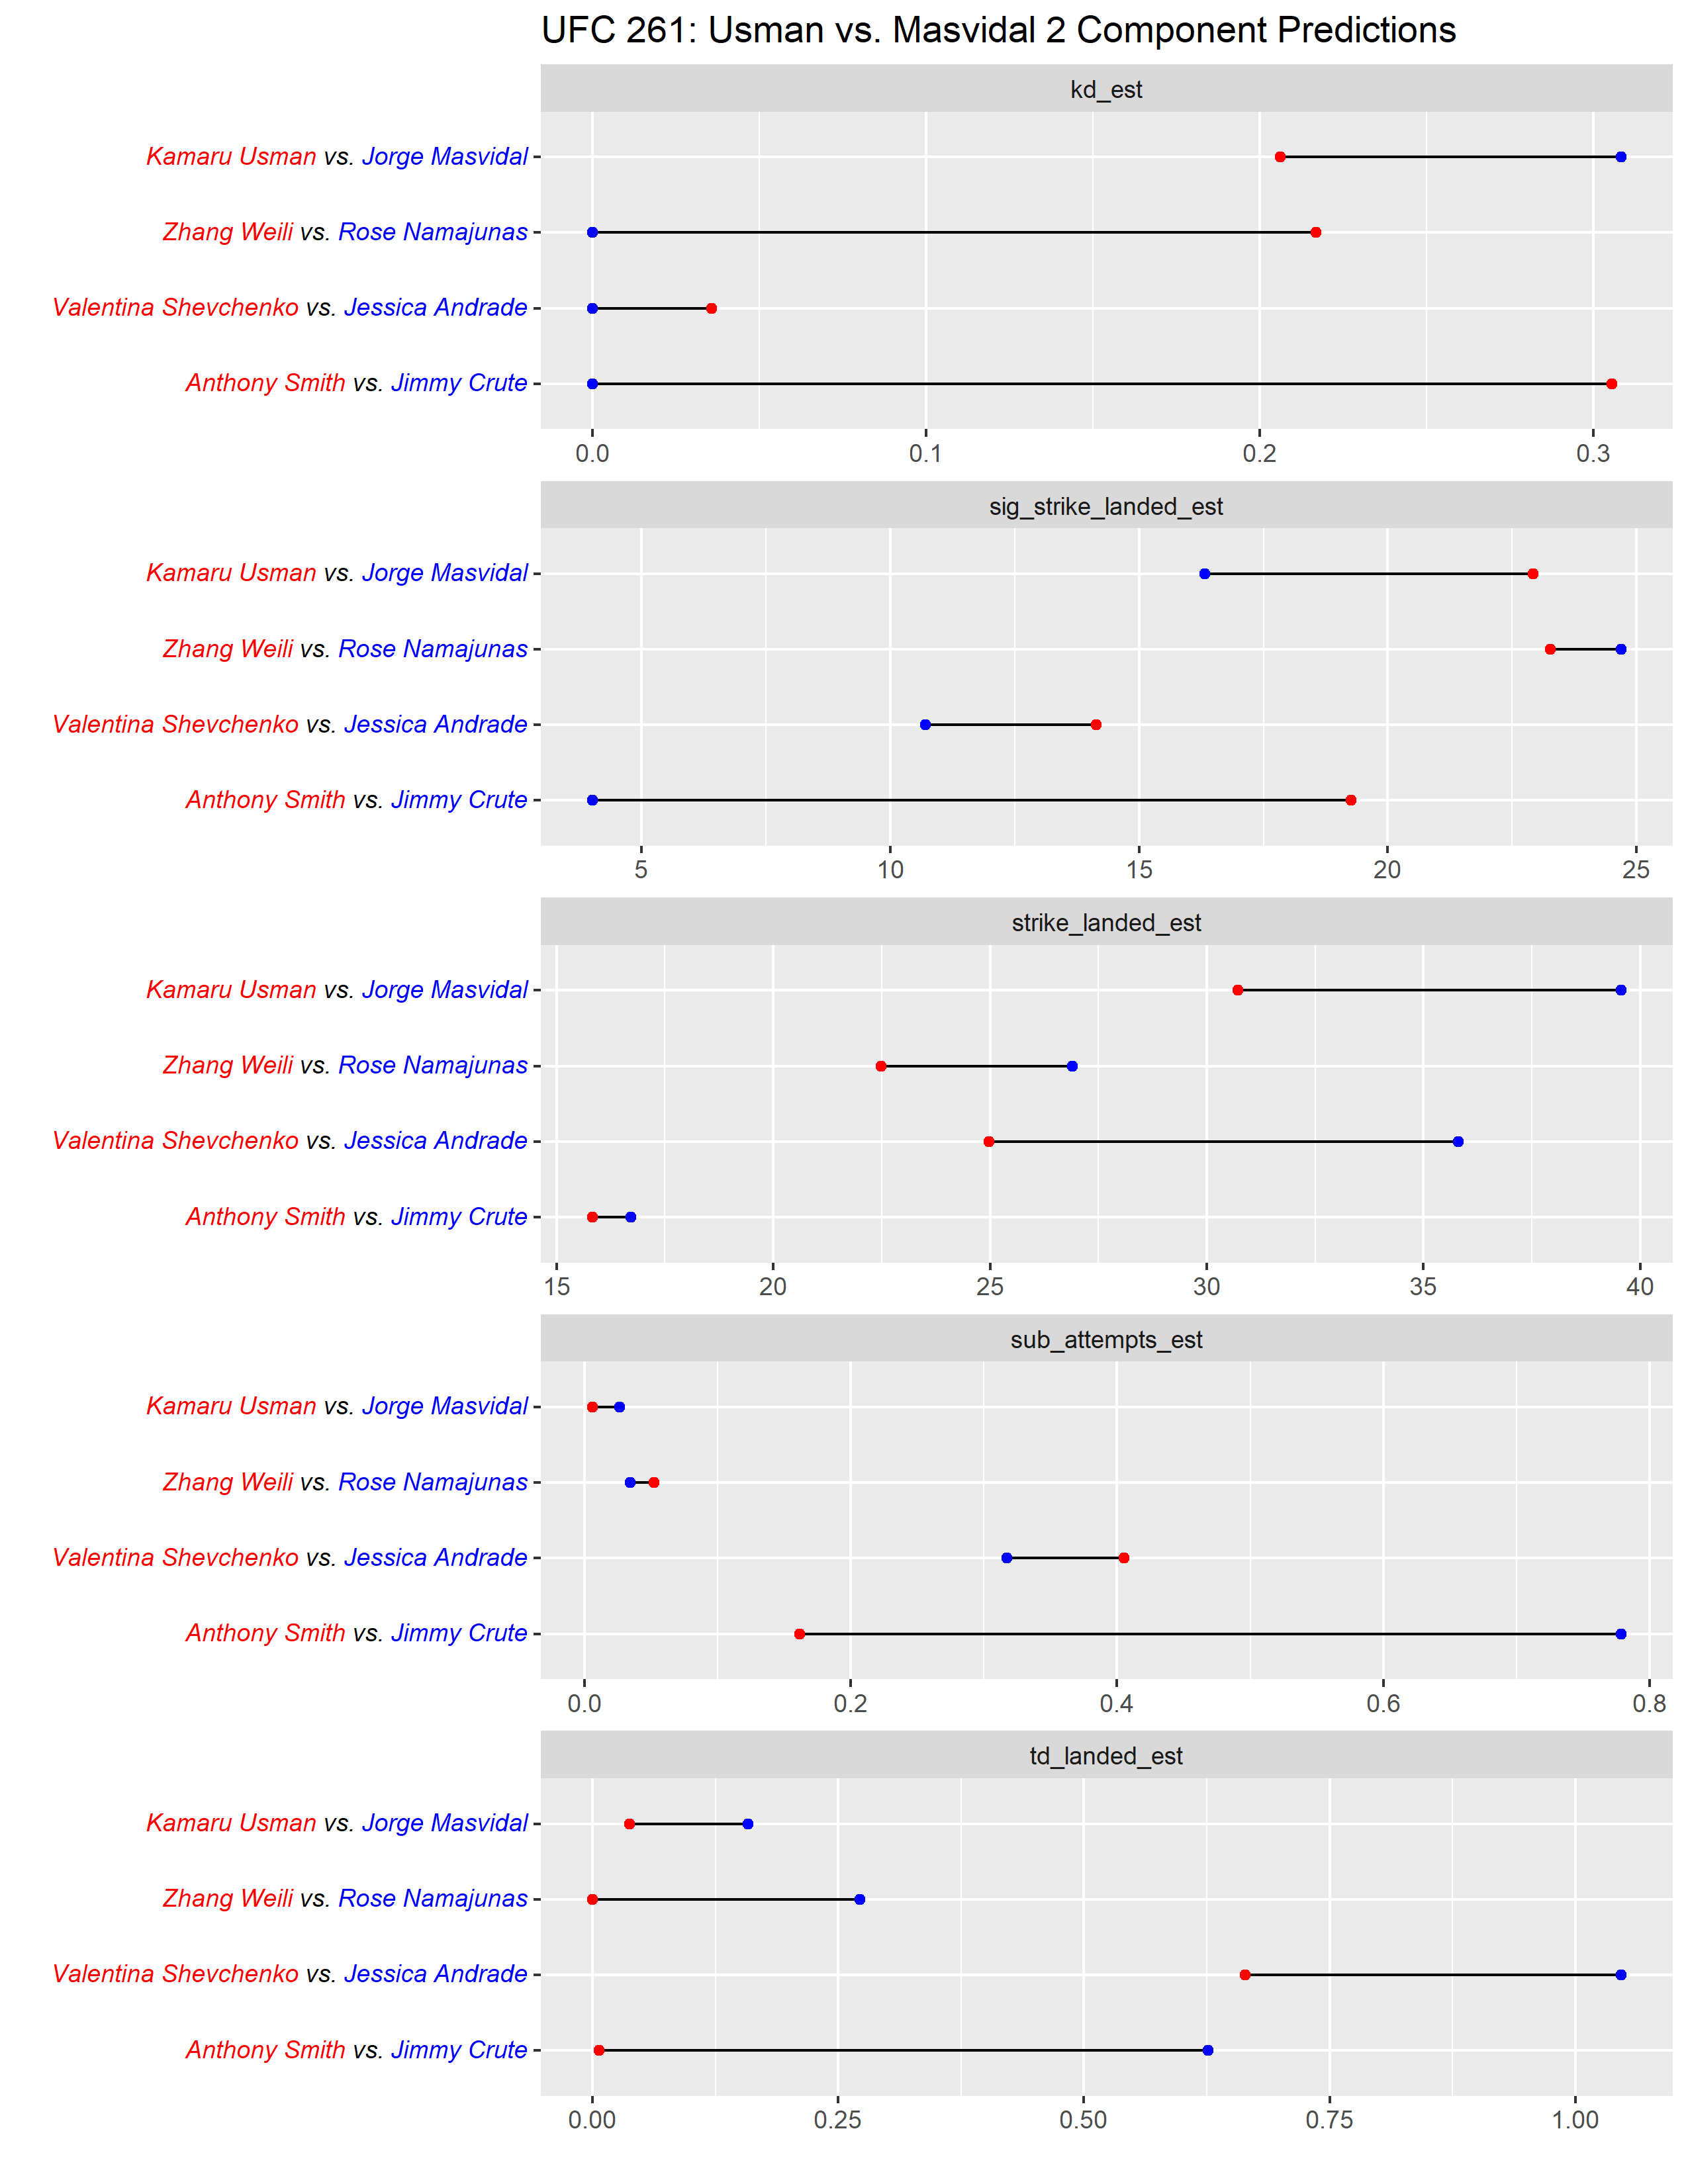 UFC 261: Usman vs. Masvidal 2 Component Predictions
kd_est
Kamaru Usman vs. Jorge Masvidal
Zhang Weili vs. Rose Namajunas
Valentina Shevchenko vs. Jessica Andrade
Anthony Smith vs. Jimmy Crute
0.0 0.1 0.2 0.3
sig_strike_landed_est
Kamaru Usman vs. Jorge Masvidal
Zhang Weili vs. Rose Namajunas
Valentina Shevchenko vs. Jessica Andrade
Anthony Smith vs. Jimmy Crute
5 10 15 20 25
strike_landed_est
Kamaru Usman vs. Jorge Masvidal
Zhang Weili vs. Rose Namajunas
Valentina Shevchenko vs. Jessica Andrade
Anthony Smith vs. Jimmy Crute
15 20 25 30 35 40
sub_attempts_est
Kamaru Usman vs. Jorge Masvidal
Zhang Weili vs. Rose Namajunas
Valentina Shevchenko vs. Jessica Andrade
Anthony Smith vs. Jimmy Crute
0.0 0.2 0.4 0.6 0.8
td_landed_est
Kamaru Usman vs. Jorge Masvidal
Zhang Weili vs. Rose Namajunas
Valentina Shevchenko vs. Jessica Andrade
Anthony Smith vs. Jimmy Crute
0.00 0.25 0.50 0.75 1.00